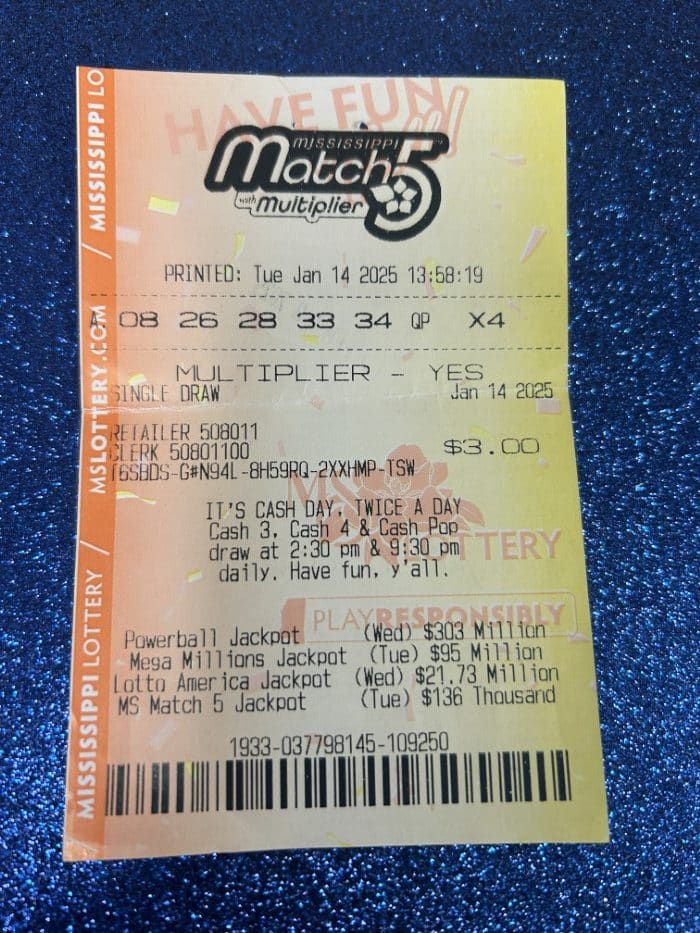 HAVE FUN
MISSISSIPPI
Match 5
with Multiplier
PRINTED: Tue Jan 14 2025 13:58:19
A 08 26 28 33 34 QP X4
MULTIPLIER - YES
SINGLE DRAW Jan 14 2025
RETAILER 508011
CLERK 50801100 $3.00
T6SBDS-G#N94L-8H59RQ-2XXHMP-TSW
IT'S CASH DAY, TWICE A DAY
Cash 3, Cash 4 & Cash Pop
draw at 2:30 pm & 9:30 pm
daily. Have fun, y'all.
MS LOTTERY
PLAYRESPONSIBLY
Powerball Jackpot (Wed) $303 Million
Mega Millions Jackpot (Tue) $95 Million
Lotto America Jackpot (Wed) $21.73 Million
MS Match 5 Jackpot (Tue) $136 Thousand
1933-037798145-109250
MISSISSIPPI LOTTERY / MSLOTTERY.COM / MISSISSIPPI LO